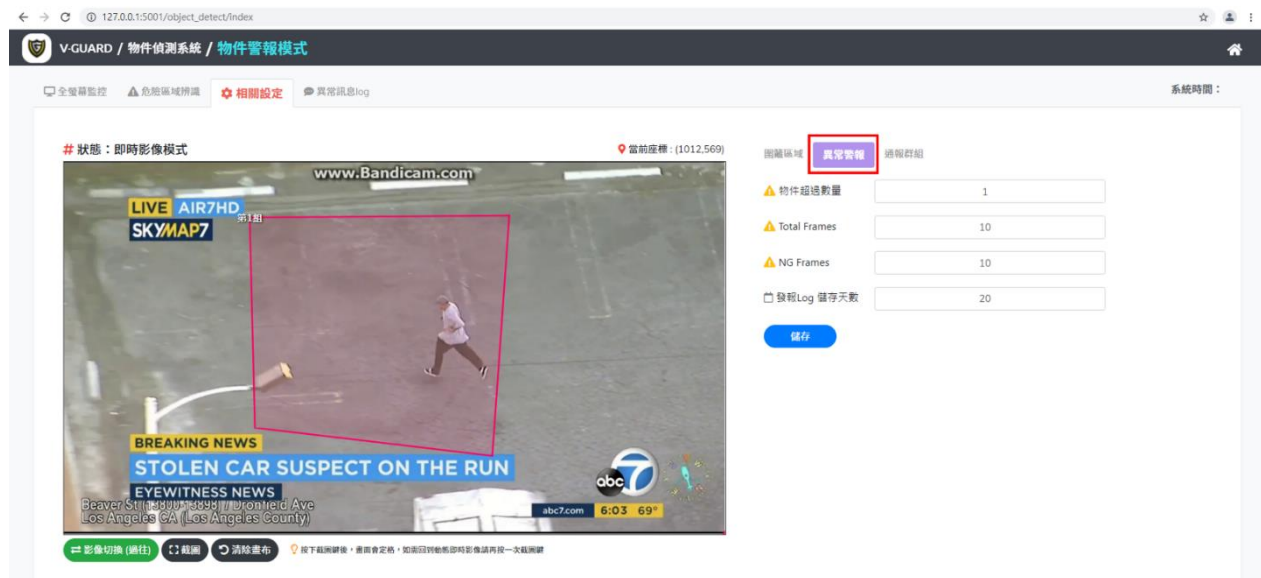 127.0.0.1:5001/object_detect/index
V-GUARD / 物件偵測系統 / 物件警報模式
全螢幕監控 危險區域辨識 相關設定 異常訊息log 系統時間：
# 狀態：即時影像模式 當前座標 : (1012,569)
圍籬區域 異常警報 通報群組
www.Bandicam.com
LIVE AIR7HD
SKYMAP7
第1組
物件超過數量 1
Total Frames 10
NG Frames 10
發報Log 儲存天數 20
儲存
BREAKING NEWS
STOLEN CAR SUSPECT ON THE RUN
EYEWITNESS NEWS
Beaver St (13800-13898) / Dronfield Ave
Los Angeles CA (Los Angeles County)
abc 7
abc7.com 6:03 69°
影像切換 (過往) 截圖 清除畫布 按下截圖鍵後，畫面會定格，如需回到動態即時影像請再按一次截圖鍵